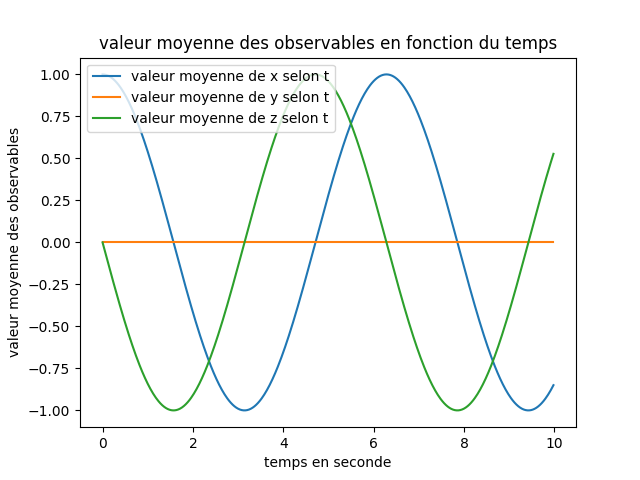 valeur moyenne des observables en fonction du temps
valeur moyenne de x selon t
valeur moyenne de y selon t
valeur moyenne de z selon t
valeur moyenne des observables
1.00
0.75
0.50
0.25
0.00
−0.25
−0.50
−0.75
−1.00
0 2 4 6 8 10
temps en seconde